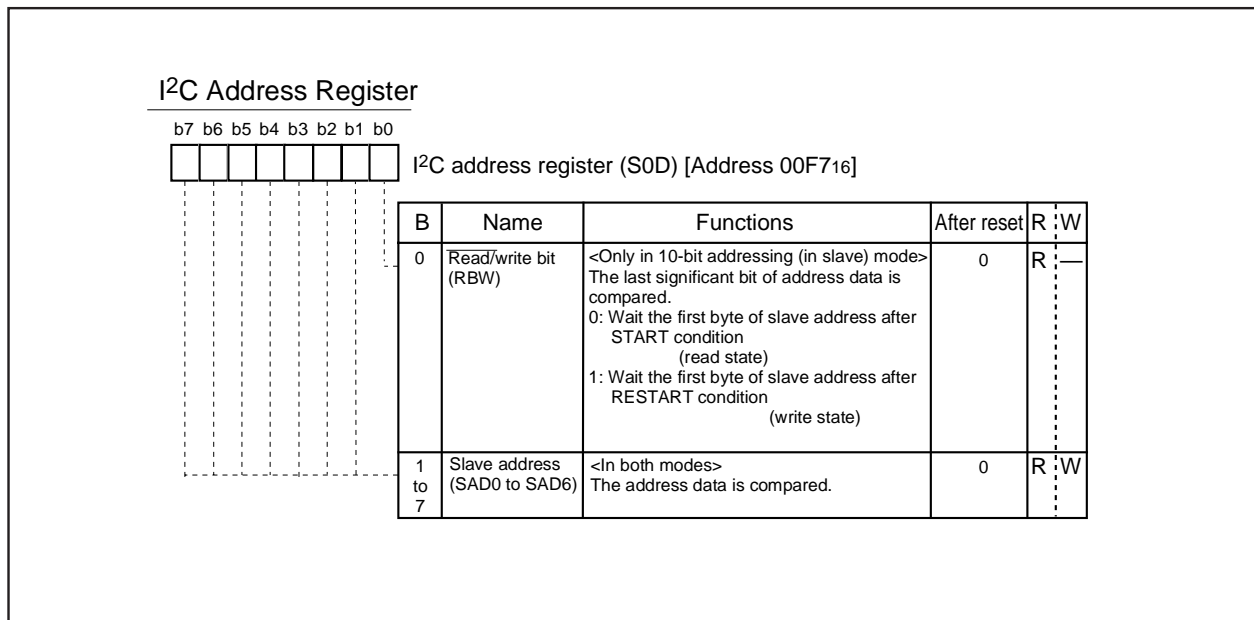 I2C Address Register
b7 b6 b5 b4 b3 b2 b1 b0
I2C address register (S0D) [Address 00F716]
B Name Functions After reset R W
0 Read/write bit <Only in 10-bit addressing (in slave) mode> 0 R —
(RBW) The last significant bit of address data is
compared.
0: Wait the first byte of slave address after
START condition
(read state)
1: Wait the first byte of slave address after
RESTART condition
(write state)
1 Slave address <In both modes> 0 R W
to (SAD0 to SAD6) The address data is compared.
7